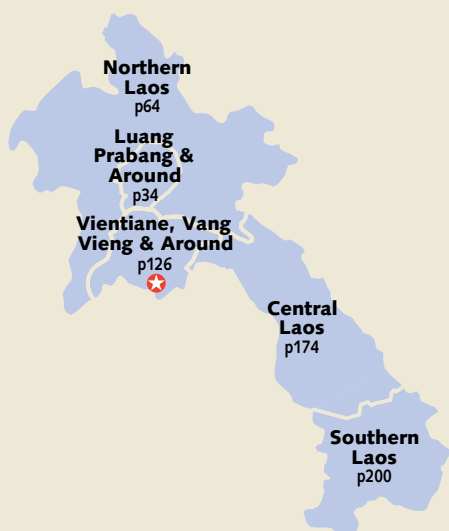 Northern
Laos
p64
Luang
Prabang &
Around
p34
Vientiane, Vang
Vieng & Around
p126
Central
Laos
p174
Southern
Laos
p200